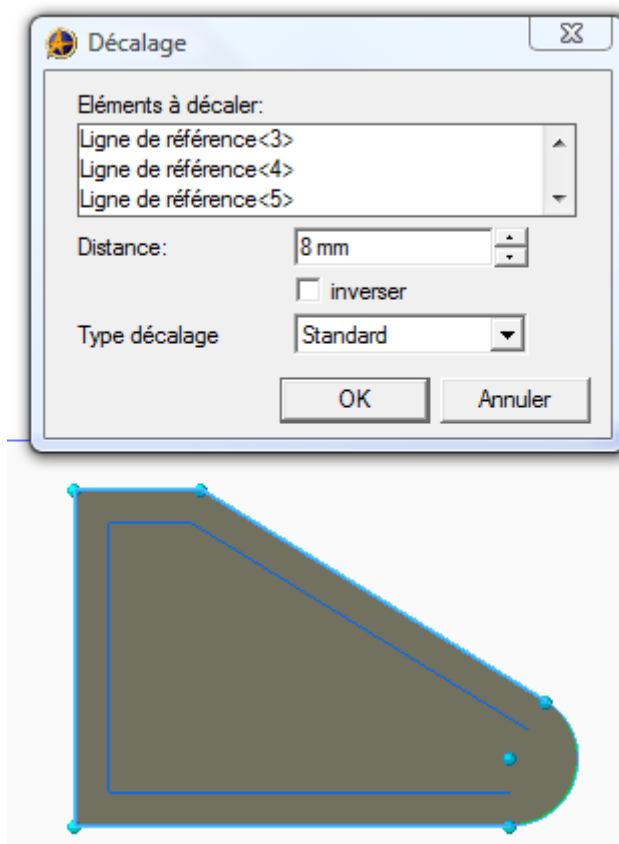 Décalage
Eléments à décaler:
Ligne de référence<3>
Ligne de référence<4>
Ligne de référence<5>
Distance: 8 mm
inverser
Type décalage Standard
OK Annuler